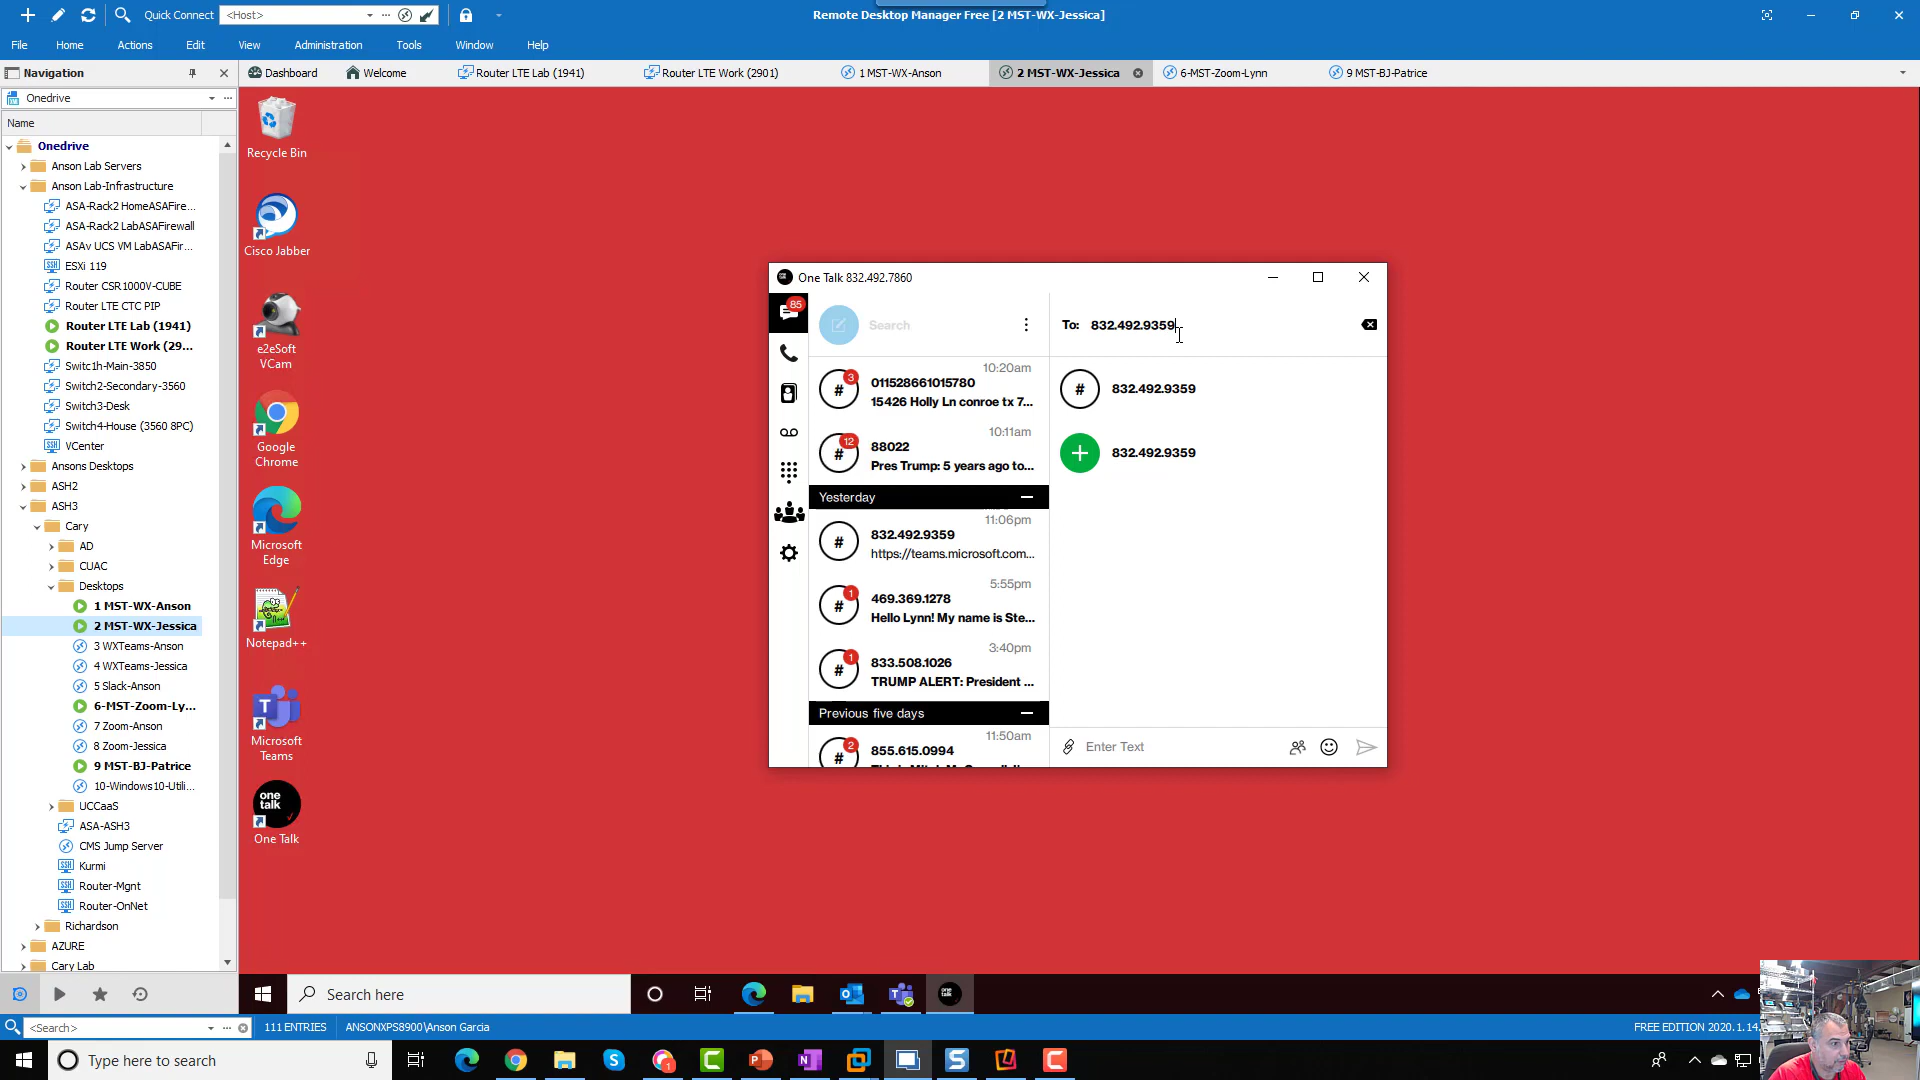 Quick Connect <Host>
Remote Desktop Manager Free [2 MST-WX-Jessica]
File Home Actions Edit View Administration Tools Window Help
Navigation
Dashboard Welcome Router LTE Lab (1941) Router LTE Work (2901) 1 MST-WX-Anson 2 MST-WX-Jessica 6-MST-Zoom-Lynn 9 MST-BJ-Patrice
Onedrive
Name
Onedrive
Anson Lab Servers
Anson Lab-Infrastructure
ASA-Rack2 HomeASAFire...
ASA-Rack2 LabASAFirewall
ASAv UCS VM LabASAFir...
SSH ESXi 119
Router CSR1000V-CUBE
Router LTE CTC PIP
Router LTE Lab (1941)
Router LTE Work (29...
Switc1h-Main-3850
Switch2-Secondary-3560
Switch3-Desk
Switch4-House (3560 8PC)
SSH VCenter
Ansons Desktops
ASH2
ASH3
Cary
AD
CUAC
Desktops
1 MST-WX-Anson
2 MST-WX-Jessica
3 WXTeams-Anson
4 WXTeams-Jessica
5 Slack-Anson
6-MST-Zoom-Ly...
7 Zoom-Anson
8 Zoom-Jessica
9 MST-BJ-Patrice
10-Windows10-Utili...
UCCaaS
ASA-ASH3
CMS Jump Server
SSH Kurmi
SSH Router-Mgnt
SSH Router-OnNet
Richardson
AZURE
Cary Lab
Recycle Bin
Cisco Jabber
e2eSoft
VCam
Google
Chrome
Microsoft
Edge
Notepad++
T
Microsoft
Teams
one
talk
One Talk
One Talk 832.492.7860
85
Search
To: 832.492.9359
10:20am
# 3
011528661015780
15426 Holly Ln conroe tx 7...
10:11am
# 12
88022
Pres Trump: 5 years ago to...
Yesterday
11:06pm
#
832.492.9359
https://teams.microsoft.com...
5:55pm
# 1
469.369.1278
Hello Lynn! My name is Ste...
3:40pm
# 1
833.508.1026
TRUMP ALERT: President ...
Previous five days
11:50am
# 2
855.615.0994
# 832.492.9359
832.492.9359
Enter Text
Search here
<Search>
111 ENTRIES
ANSONXPS8900\Anson Garcia
FREE EDITION 2020.1.14.
Type here to search